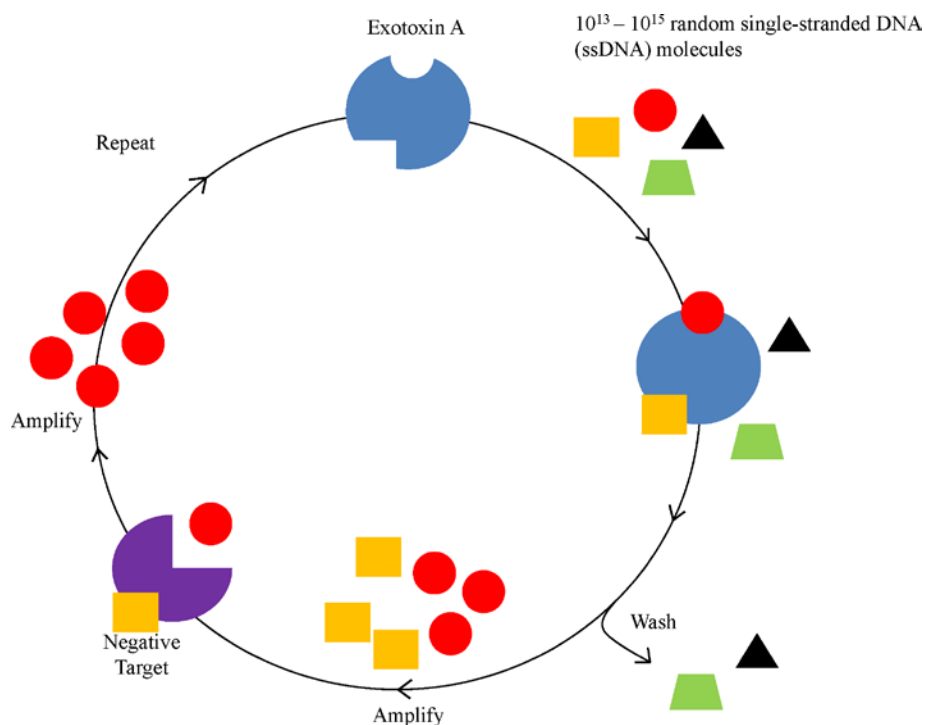 Exotoxin A
10¹³ – 10¹⁵ random single-stranded DNA
(ssDNA) molecules
Repeat
Amplify
Negative
Target
Wash
Amplify